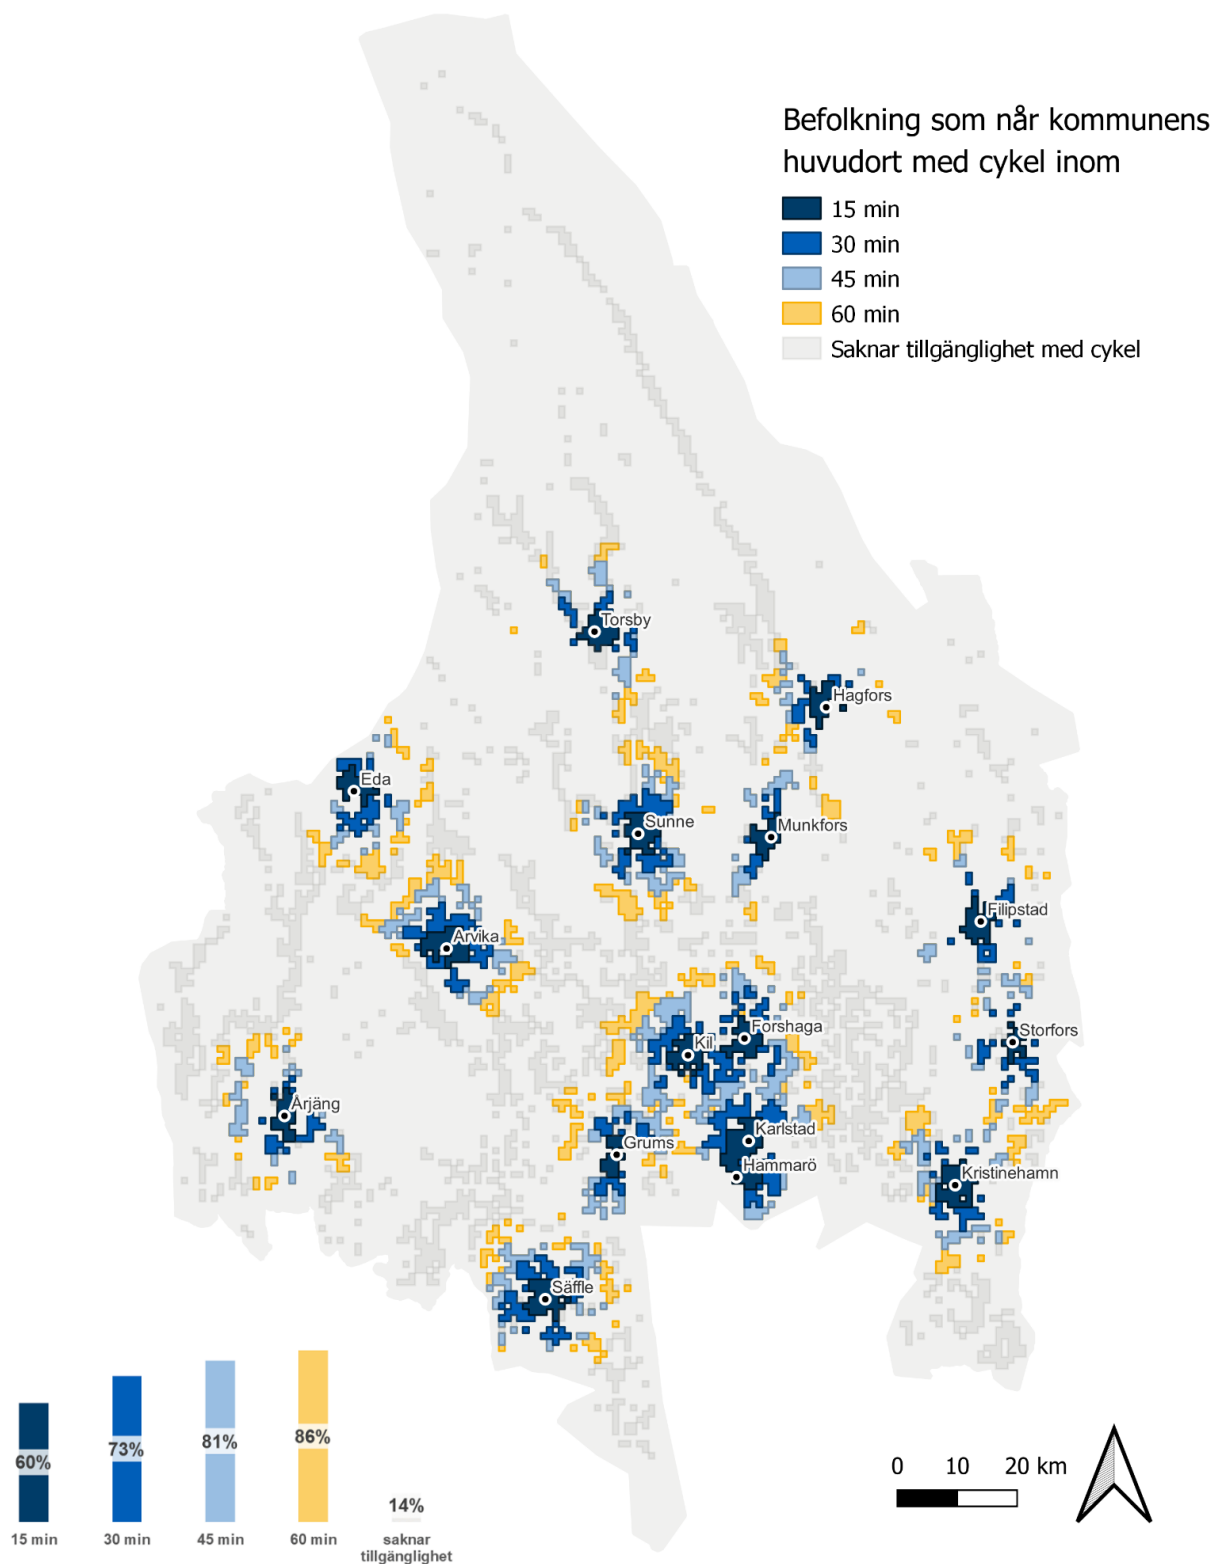 Befolkning som når kommunens
huvudort med cykel inom
15 min
30 min
45 min
60 min
Saknar tillgänglighet med cykel
Torsby
Hagfors
Eda
Sunne
Munkfors
Filipstad
Arvika
Forshaga
Storfors
Kil
Årjäng
Karlstad
Grums
Hammarö
Kristinehamn
Säffle
60%
73%
81%
86%
14%
15 min
30 min
45 min
60 min
saknar
tillgänglighet
0 10 20 km